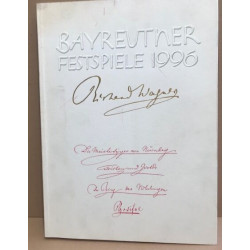 BAYREUTHER
FESTSPIELE 1996
Richard Wagner
Die Meistersinger von Nürnberg
Tristan und Isolde
Der Ring des Nibelungen
Parsifal